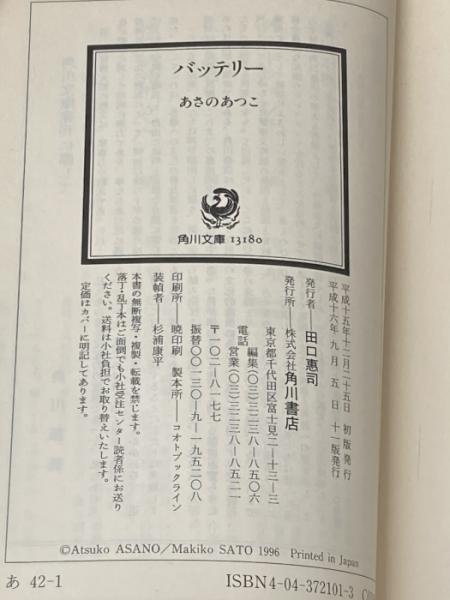 バッテリー
あさのあつこ
角川文庫 13180
平成十五年十二月二十五日 初版発行
平成十六年九月五日 十一版発行
発行者 田口惠司
発行所 株式会社角川書店
東京都千代田区富士見二―十三―三
電話 編集(〇三)三二三八―八五〇六
営業(〇三)三二三八―八五二一
〒一〇二―八一七七
振替〇〇一三〇―九―一九五二〇八
印刷所―暁印刷 製本所―コオトブックライン
装幀者―杉浦康平
本書の無断複写・複製・転載を禁じます。
落丁・乱丁本はご面倒でも小社受注センター読者係にお送り
ください。送料は小社負担でお取り替えいたします。
定価はカバーに明記してあります。
©Atsuko ASANO/Makiko SATO 1996 Printed in Japan
あ 42-1
ISBN4-04-372101-3